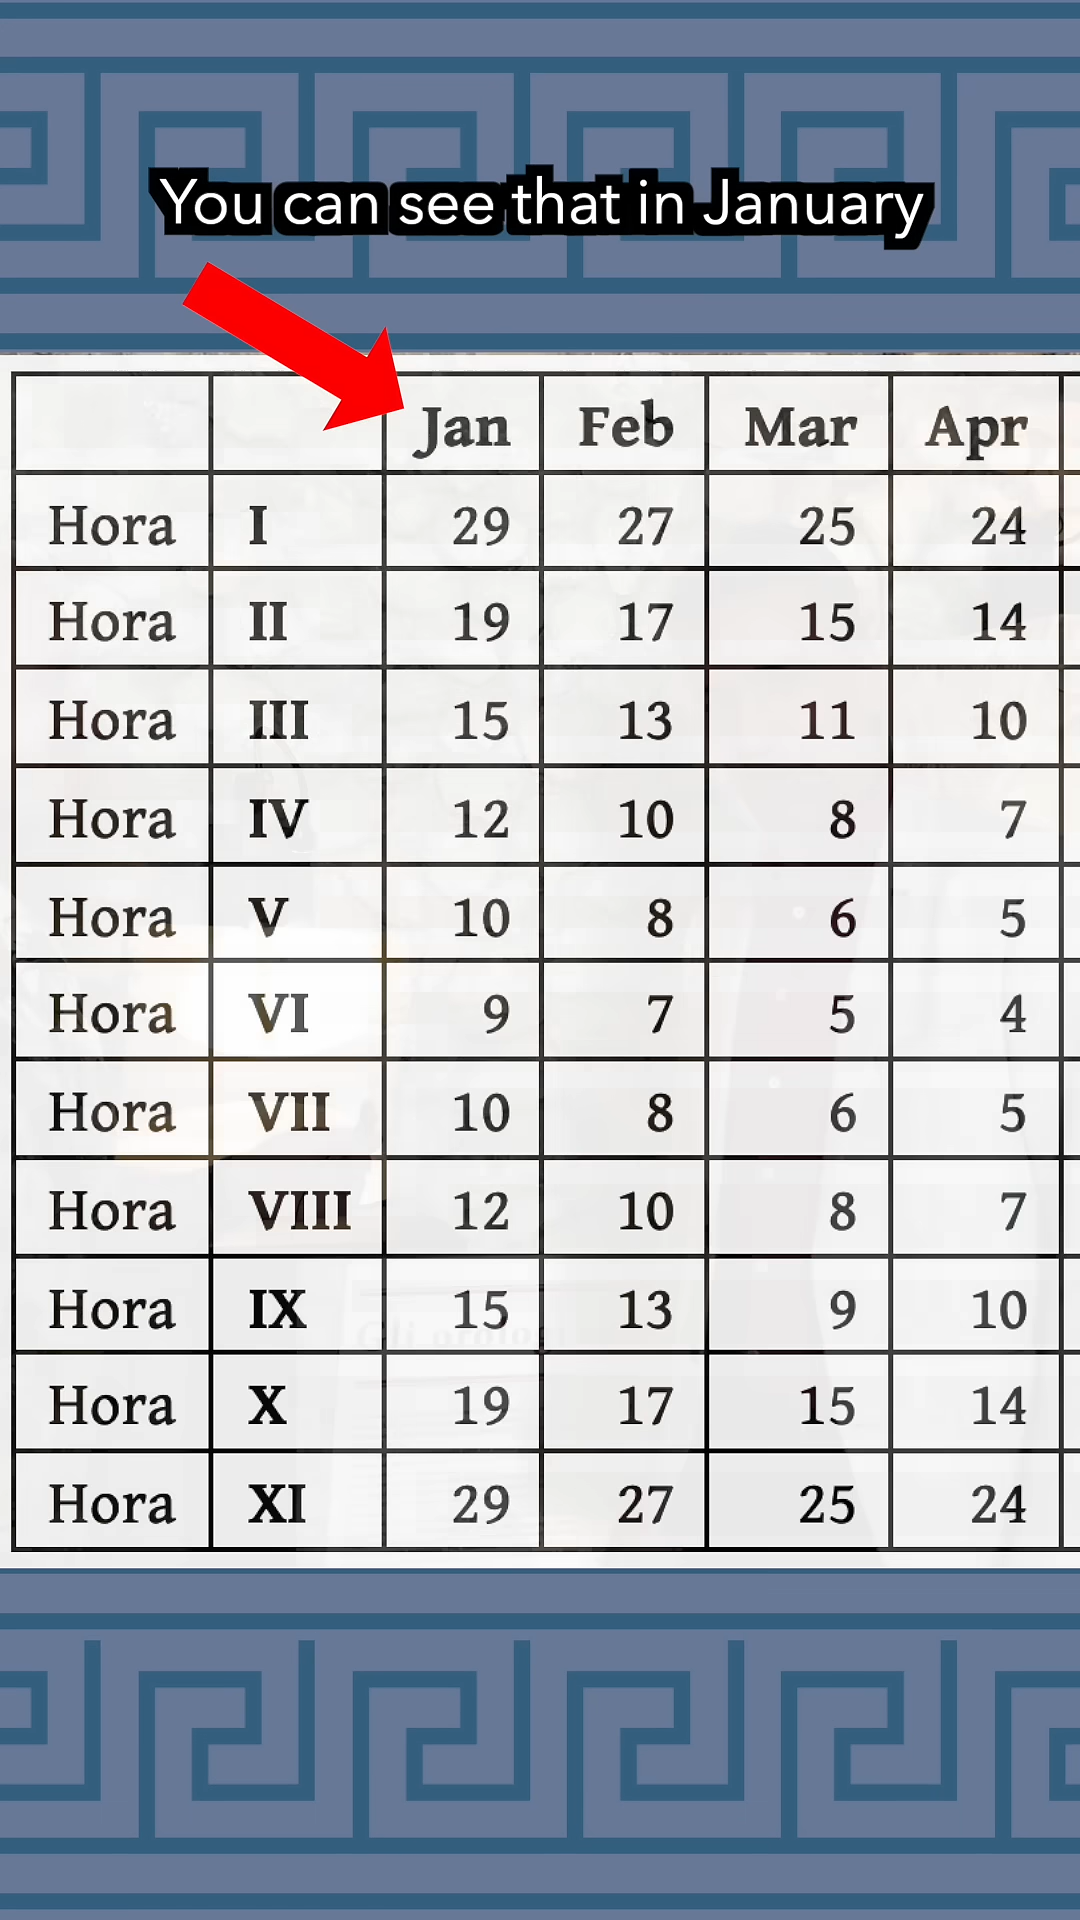 You can see that in January
Jan Feb Mar Apr
Hora I 29 27 25 24
Hora II 19 17 15 14
Hora III 15 13 11 10
Hora IV 12 10 8 7
Hora V 10 8 6 5
Hora VI 9 7 5 4
Hora VII 10 8 6 5
Hora VIII 12 10 8 7
Hora IX 15 13 9 10
Gli orolog
Hora X 19 17 15 14
Hora XI 29 27 25 24